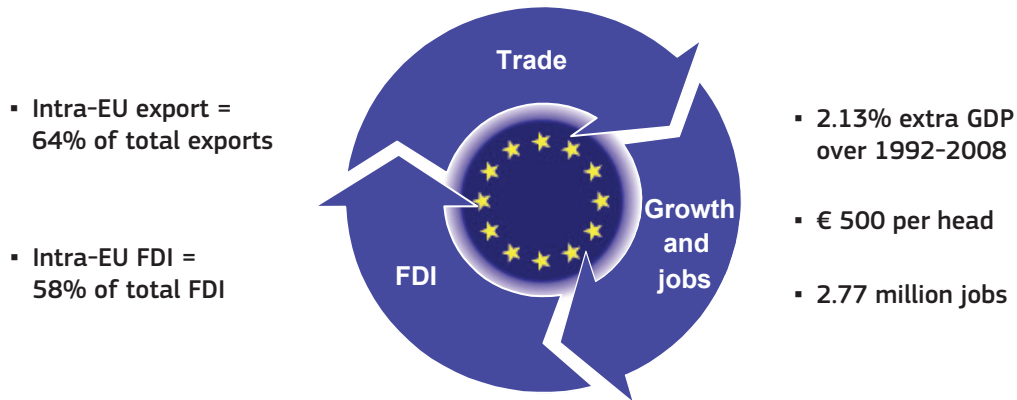 Trade
▪ Intra-EU export =
64% of total exports
▪ Intra-EU FDI =
58% of total FDI
FDI
Growth
and
jobs
▪ 2.13% extra GDP
over 1992-2008
▪ € 500 per head
▪ 2.77 million jobs